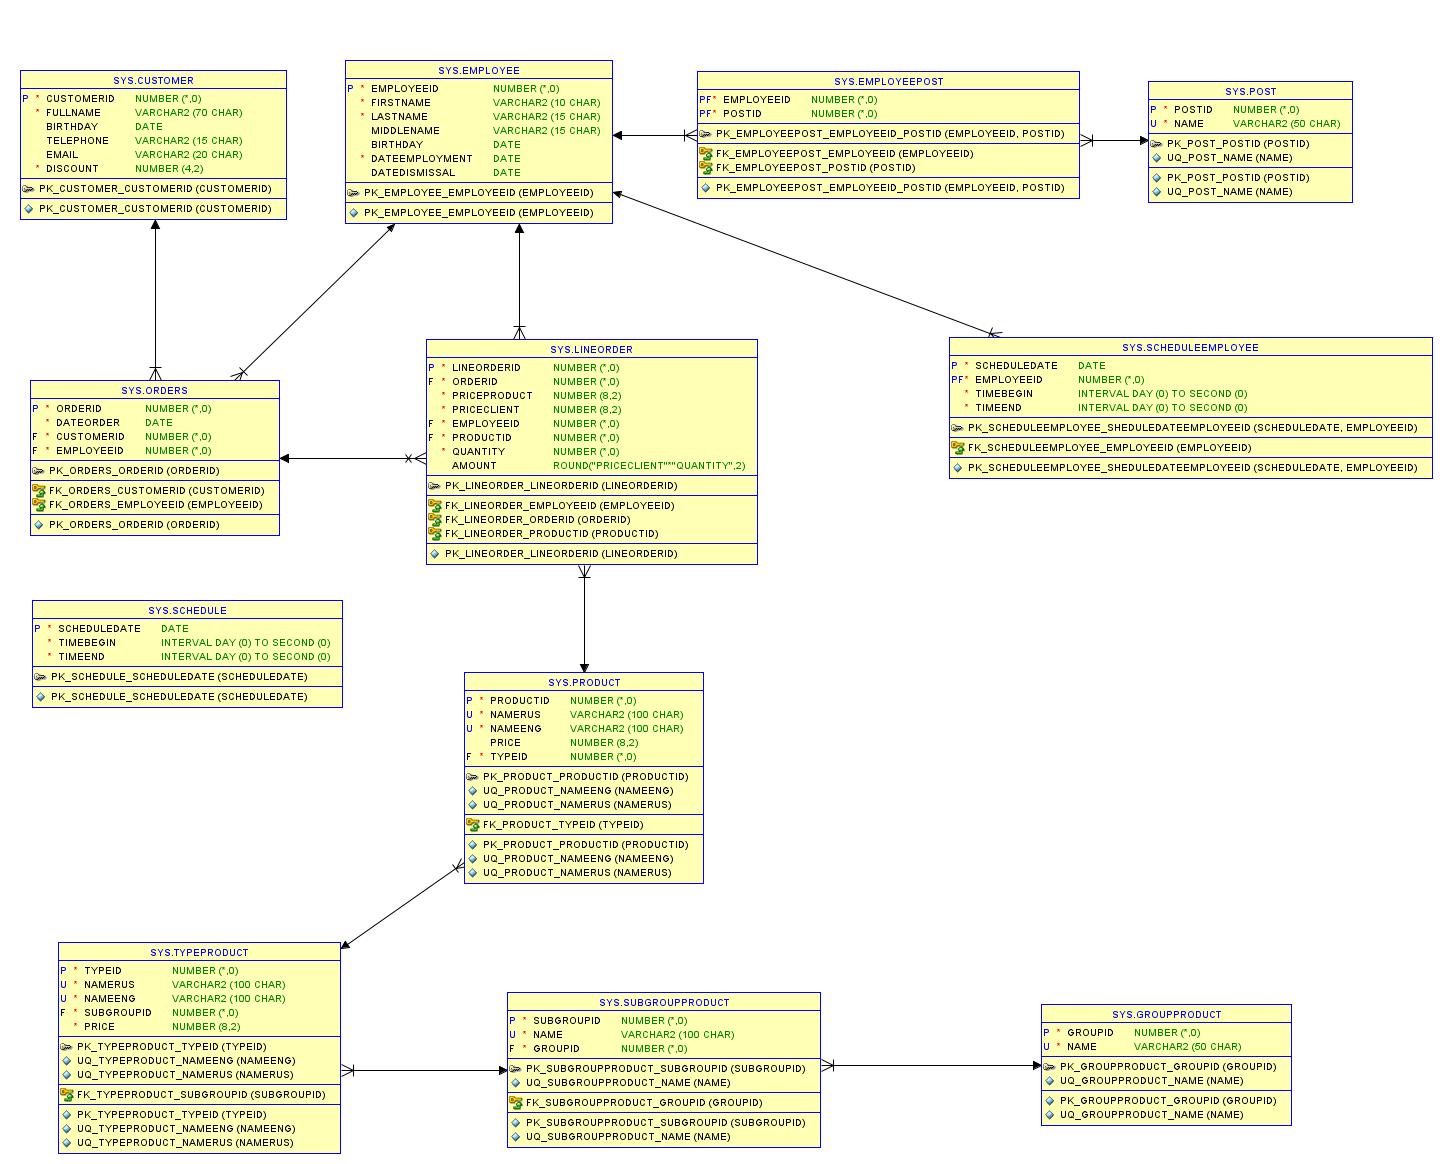 SYS.CUSTOMER
P * CUSTOMERID NUMBER (*,0)
* FULLNAME VARCHAR2 (70 CHAR)
BIRTHDAY DATE
TELEPHONE VARCHAR2 (15 CHAR)
EMAIL VARCHAR2 (20 CHAR)
* DISCOUNT NUMBER (4,2)
PK_CUSTOMER_CUSTOMERID (CUSTOMERID)
PK_CUSTOMER_CUSTOMERID (CUSTOMERID)
SYS.EMPLOYEE
P * EMPLOYEEID NUMBER (*,0)
* FIRSTNAME VARCHAR2 (10 CHAR)
* LASTNAME VARCHAR2 (15 CHAR)
MIDDLENAME VARCHAR2 (15 CHAR)
BIRTHDAY DATE
* DATEEMPLOYMENT DATE
DATEDISMISSAL DATE
PK_EMPLOYEE_EMPLOYEEID (EMPLOYEEID)
PK_EMPLOYEE_EMPLOYEEID (EMPLOYEEID)
SYS.EMPLOYEEPOST
PF* EMPLOYEEID NUMBER (*,0)
PF* POSTID NUMBER (*,0)
PK_EMPLOYEEPOST_EMPLOYEEID_POSTID (EMPLOYEEID, POSTID)
FK_EMPLOYEEPOST_EMPLOYEEID (EMPLOYEEID)
FK_EMPLOYEEPOST_POSTID (POSTID)
PK_EMPLOYEEPOST_EMPLOYEEID_POSTID (EMPLOYEEID, POSTID)
SYS.POST
P * POSTID NUMBER (*,0)
U * NAME VARCHAR2 (50 CHAR)
PK_POST_POSTID (POSTID)
UQ_POST_NAME (NAME)
PK_POST_POSTID (POSTID)
UQ_POST_NAME (NAME)
SYS.ORDERS
P * ORDERID NUMBER (*,0)
* DATEORDER DATE
F * CUSTOMERID NUMBER (*,0)
F * EMPLOYEEID NUMBER (*,0)
PK_ORDERS_ORDERID (ORDERID)
FK_ORDERS_CUSTOMERID (CUSTOMERID)
FK_ORDERS_EMPLOYEEID (EMPLOYEEID)
PK_ORDERS_ORDERID (ORDERID)
SYS.LINEORDER
P * LINEORDERID NUMBER (*,0)
F * ORDERID NUMBER (*,0)
* PRICEPRODUCT NUMBER (8,2)
* PRICECLIENT NUMBER (8,2)
F * EMPLOYEEID NUMBER (*,0)
F * PRODUCTID NUMBER (*,0)
* QUANTITY NUMBER (*,0)
AMOUNT ROUND("PRICECLIENT"*"QUANTITY",2)
PK_LINEORDER_LINEORDERID (LINEORDERID)
FK_LINEORDER_EMPLOYEEID (EMPLOYEEID)
FK_LINEORDER_ORDERID (ORDERID)
FK_LINEORDER_PRODUCTID (PRODUCTID)
PK_LINEORDER_LINEORDERID (LINEORDERID)
SYS.SCHEDULEEMPLOYEE
P * SCHEDULEDATE DATE
PF* EMPLOYEEID NUMBER (*,0)
* TIMEBEGIN INTERVAL DAY (0) TO SECOND (0)
* TIMEEND INTERVAL DAY (0) TO SECOND (0)
PK_SCHEDULEEMPLOYEE_SHEDULEDATEEMPLOYEEID (SCHEDULEDATE, EMPLOYEEID)
FK_SCHEDULEEMPLOYEE_EMPLOYEEID (EMPLOYEEID)
PK_SCHEDULEEMPLOYEE_SHEDULEDATEEMPLOYEEID (SCHEDULEDATE, EMPLOYEEID)
SYS.SCHEDULE
P * SCHEDULEDATE DATE
* TIMEBEGIN INTERVAL DAY (0) TO SECOND (0)
* TIMEEND INTERVAL DAY (0) TO SECOND (0)
PK_SCHEDULE_SCHEDULEDATE (SCHEDULEDATE)
PK_SCHEDULE_SCHEDULEDATE (SCHEDULEDATE)
SYS.PRODUCT
P * PRODUCTID NUMBER (*,0)
U * NAMERUS VARCHAR2 (100 CHAR)
U * NAMEENG VARCHAR2 (100 CHAR)
PRICE NUMBER (8,2)
F * TYPEID NUMBER (*,0)
PK_PRODUCT_PRODUCTID (PRODUCTID)
UQ_PRODUCT_NAMEENG (NAMEENG)
UQ_PRODUCT_NAMERUS (NAMERUS)
FK_PRODUCT_TYPEID (TYPEID)
PK_PRODUCT_PRODUCTID (PRODUCTID)
UQ_PRODUCT_NAMEENG (NAMEENG)
UQ_PRODUCT_NAMERUS (NAMERUS)
SYS.TYPEPRODUCT
P * TYPEID NUMBER (*,0)
U * NAMERUS VARCHAR2 (100 CHAR)
U * NAMEENG VARCHAR2 (100 CHAR)
F * SUBGROUPID NUMBER (*,0)
* PRICE NUMBER (8,2)
PK_TYPEPRODUCT_TYPEID (TYPEID)
UQ_TYPEPRODUCT_NAMEENG (NAMEENG)
UQ_TYPEPRODUCT_NAMERUS (NAMERUS)
FK_TYPEPRODUCT_SUBGROUPID (SUBGROUPID)
PK_TYPEPRODUCT_TYPEID (TYPEID)
UQ_TYPEPRODUCT_NAMEENG (NAMEENG)
UQ_TYPEPRODUCT_NAMERUS (NAMERUS)
SYS.SUBGROUPPRODUCT
P * SUBGROUPID NUMBER (*,0)
U * NAME VARCHAR2 (100 CHAR)
F * GROUPID NUMBER (*,0)
PK_SUBGROUPPRODUCT_SUBGROUPID (SUBGROUPID)
UQ_SUBGROUPPRODUCT_NAME (NAME)
FK_SUBGROUPPRODUCT_GROUPID (GROUPID)
PK_SUBGROUPPRODUCT_SUBGROUPID (SUBGROUPID)
UQ_SUBGROUPPRODUCT_NAME (NAME)
SYS.GROUPPRODUCT
P * GROUPID NUMBER (*,0)
U * NAME VARCHAR2 (50 CHAR)
PK_GROUPPRODUCT_GROUPID (GROUPID)
UQ_GROUPPRODUCT_NAME (NAME)
PK_GROUPPRODUCT_GROUPID (GROUPID)
UQ_GROUPPRODUCT_NAME (NAME)